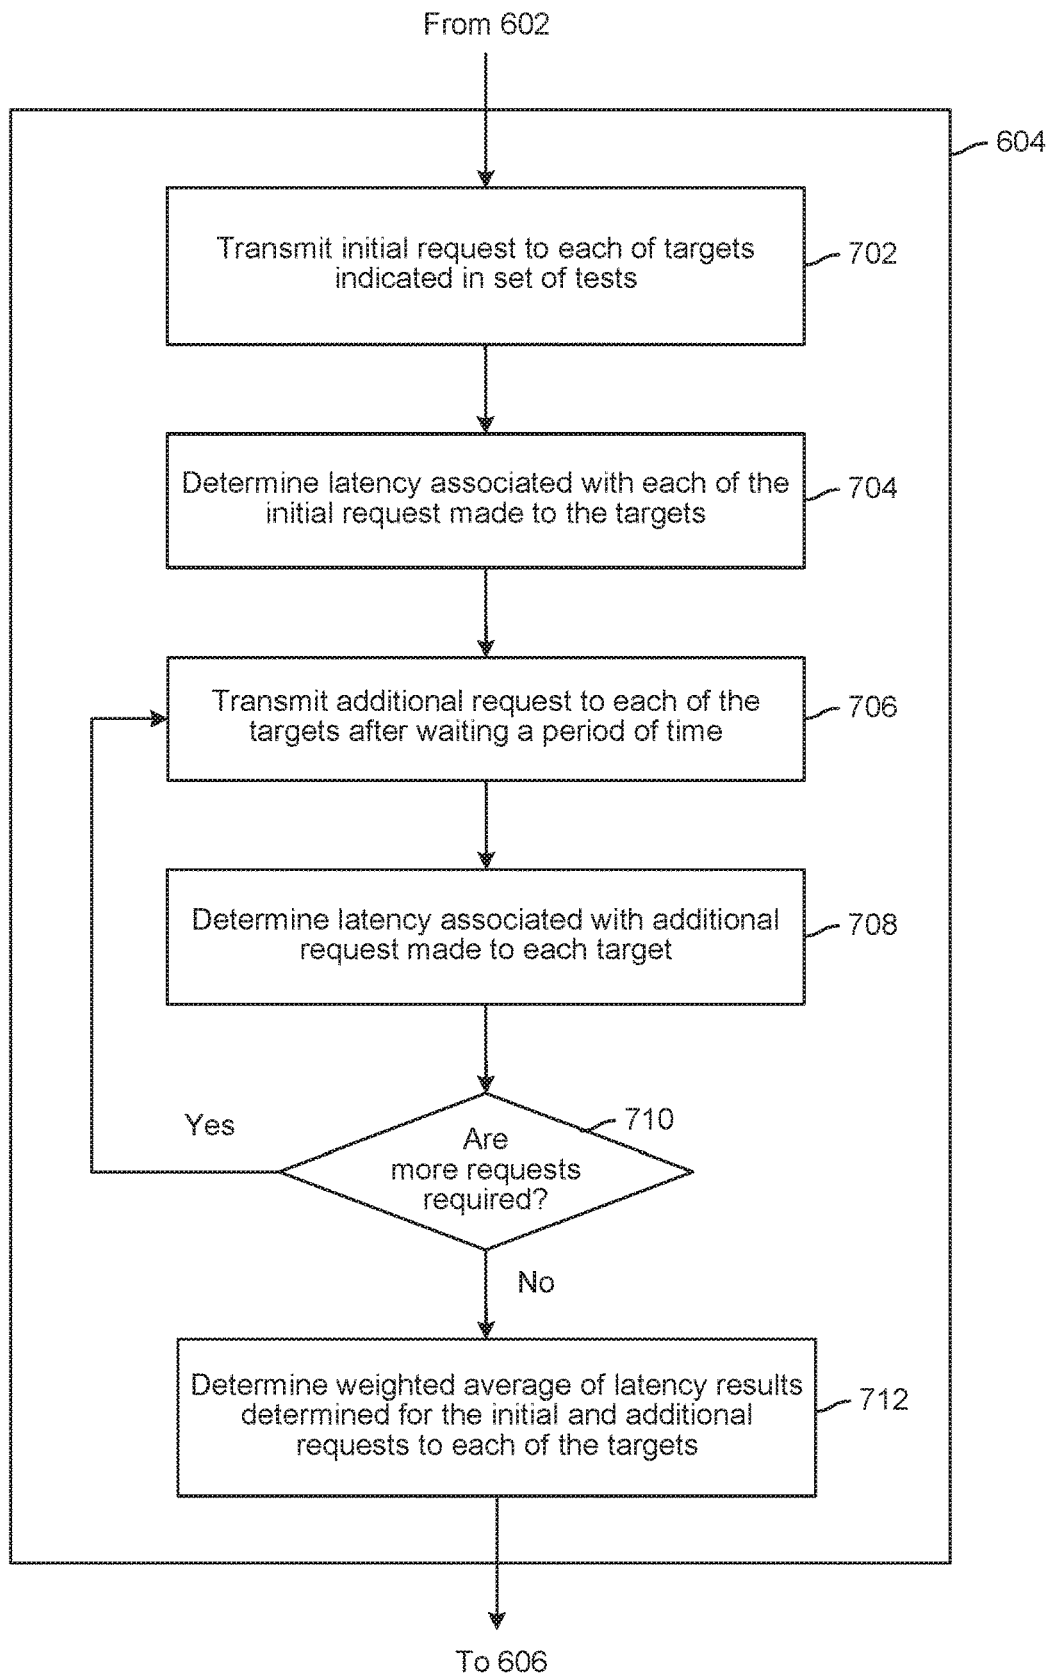 From 602
604
Transmit initial request to each of targets
indicated in set of tests
702
Determine latency associated with each of the
initial request made to the targets
704
Transmit additional request to each of the
targets after waiting a period of time
706
Determine latency associated with additional
request made to each target
708
Yes
710
Are
more requests
required?
No
Determine weighted average of latency results
determined for the initial and additional
requests to each of the targets
712
To 606